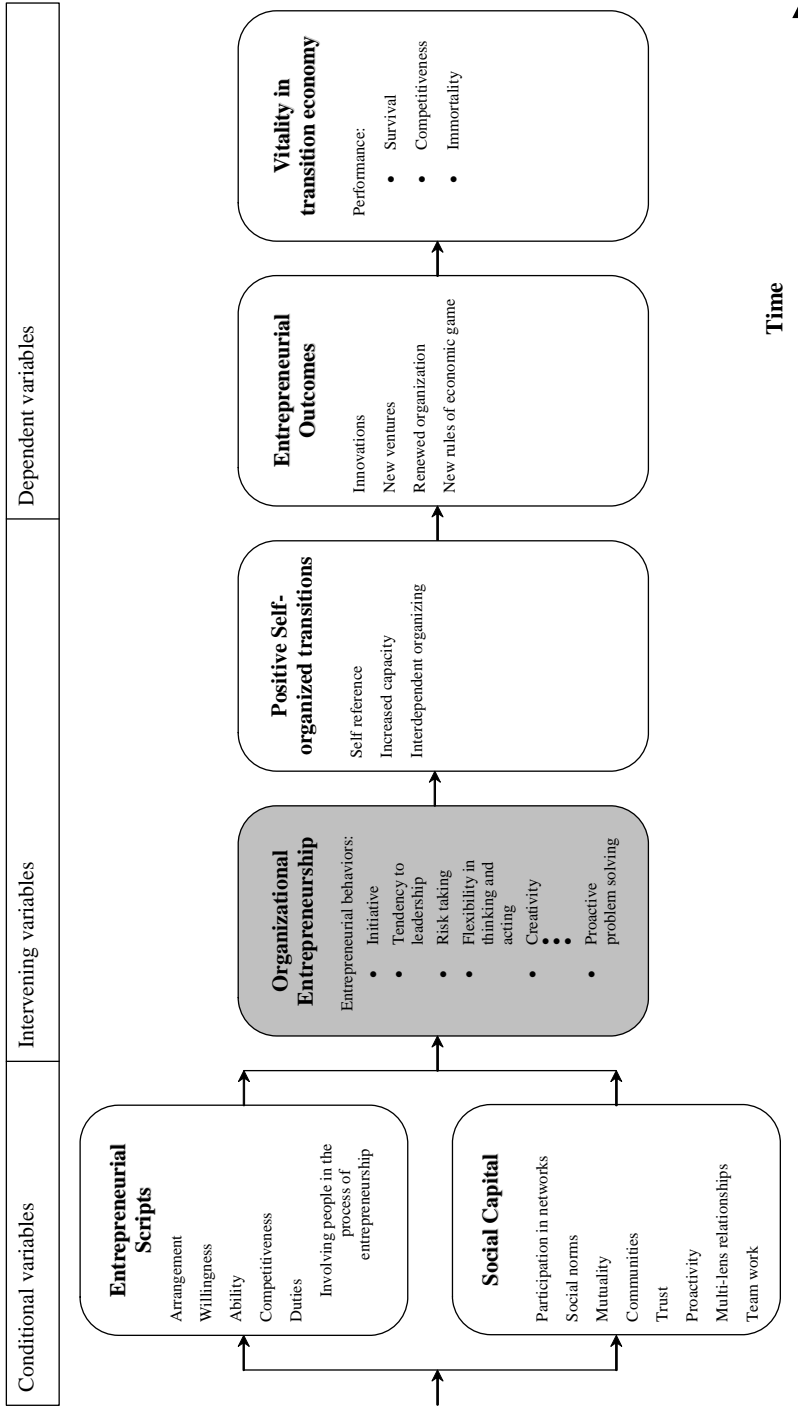 Conditional variables
Intervening variables
Dependent variables
Entrepreneurial
Scripts
Arrangement
Willingness
Ability
Competitiveness
Duties
Involving people in the
process of
entrepreneurship
Social Capital
Participation in networks
Social norms
Mutuality
Communities
Trust
Proactivity
Multi-lens relationships
Team work
Organizational
Entrepreneurship
Entrepreneurial behaviors:
• Initiative
• Tendency to
leadership
• Risk taking
• Flexibility in
thinking and
acting
• Creativity
• Proactive
problem solving
Positive Self-
organized transitions
Self reference
Increased capacity
Interdependent organizing
Entrepreneurial
Outcomes
Innovations
New ventures
Renewed organization
New rules of economic game
Vitality in
transition economy
Performance:
• Survival
• Competitiveness
• Immortality
Time